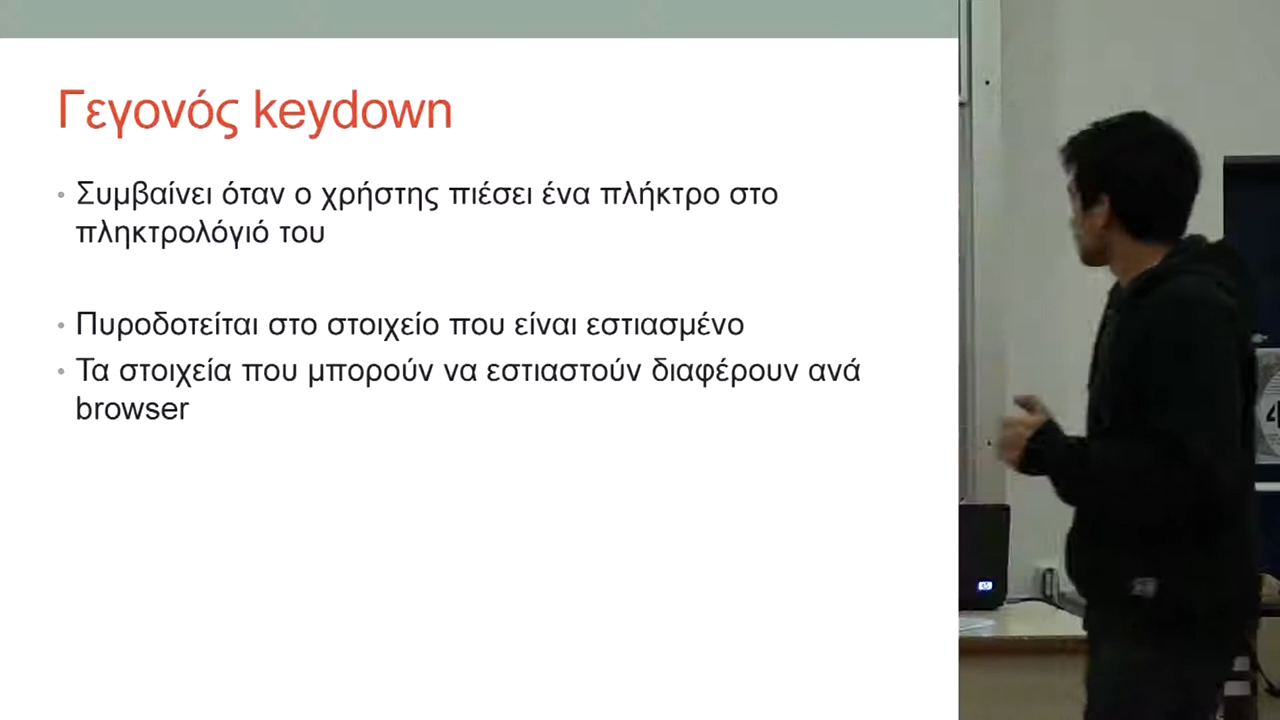 Γεγονός keydown
• Συμβαίνει όταν ο χρήστης πιέσει ένα πλήκτρο στο
πληκτρολόγιό του
• Πυροδοτείται στο στοιχείο που είναι εστιασμένο
• Τα στοιχεία που μπορούν να εστιαστούν διαφέρουν ανά
browser